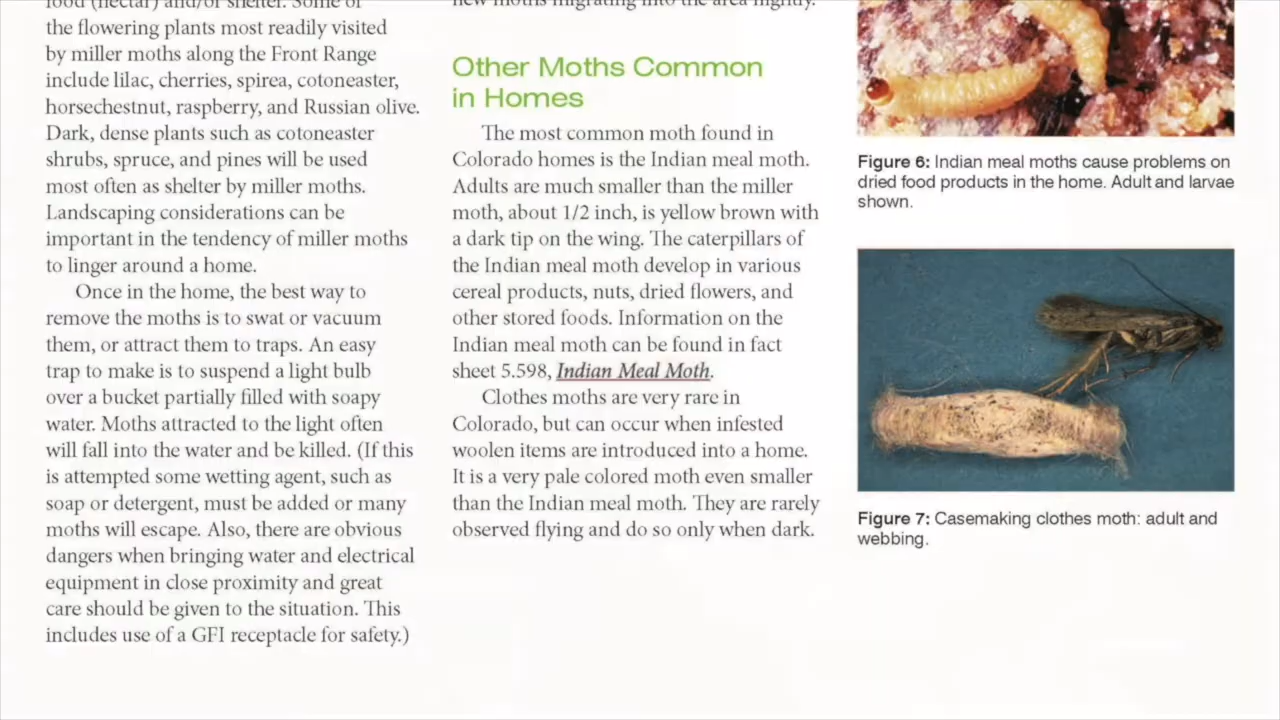 food (nectar) and/or shelter. Some of
the flowering plants most readily visited
by miller moths along the Front Range
include lilac, cherries, spirea, cotoneaster,
horsechestnut, raspberry, and Russian olive.
Dark, dense plants such as cotoneaster
shrubs, spruce, and pines will be used
most often as shelter by miller moths.
Landscaping considerations can be
important in the tendency of miller moths
to linger around a home.
Once in the home, the best way to
remove the moths is to swat or vacuum
them, or attract them to traps. An easy
trap to make is to suspend a light bulb
over a bucket partially filled with soapy
water. Moths attracted to the light often
will fall into the water and be killed. (If this
is attempted some wetting agent, such as
soap or detergent, must be added or many
moths will escape. Also, there are obvious
dangers when bringing water and electrical
equipment in close proximity and great
care should be given to the situation. This
includes use of a GFI receptacle for safety.)
new moths migrating into the area nightly.
Other Moths Common
in Homes
The most common moth found in
Colorado homes is the Indian meal moth.
Adults are much smaller than the miller
moth, about 1/2 inch, is yellow brown with
a dark tip on the wing. The caterpillars of
the Indian meal moth develop in various
cereal products, nuts, dried flowers, and
other stored foods. Information on the
Indian meal moth can be found in fact
sheet 5.598, Indian Meal Moth.
Clothes moths are very rare in
Colorado, but can occur when infested
woolen items are introduced into a home.
It is a very pale colored moth even smaller
than the Indian meal moth. They are rarely
observed flying and do so only when dark.
Figure 6: Indian meal moths cause problems on
dried food products in the home. Adult and larvae
shown.
Figure 7: Casemaking clothes moth: adult and
webbing.